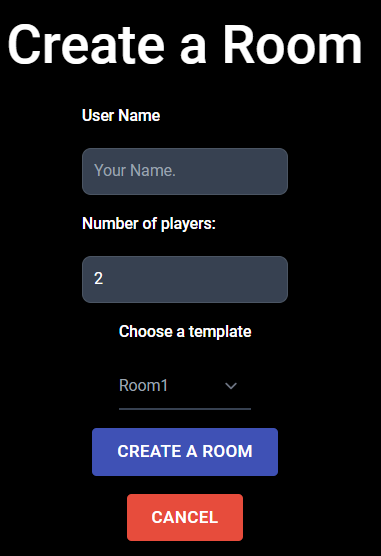 Create a Room
User Name
Your Name.
Number of players:
2
Choose a template
Room1
CREATE A ROOM
CANCEL